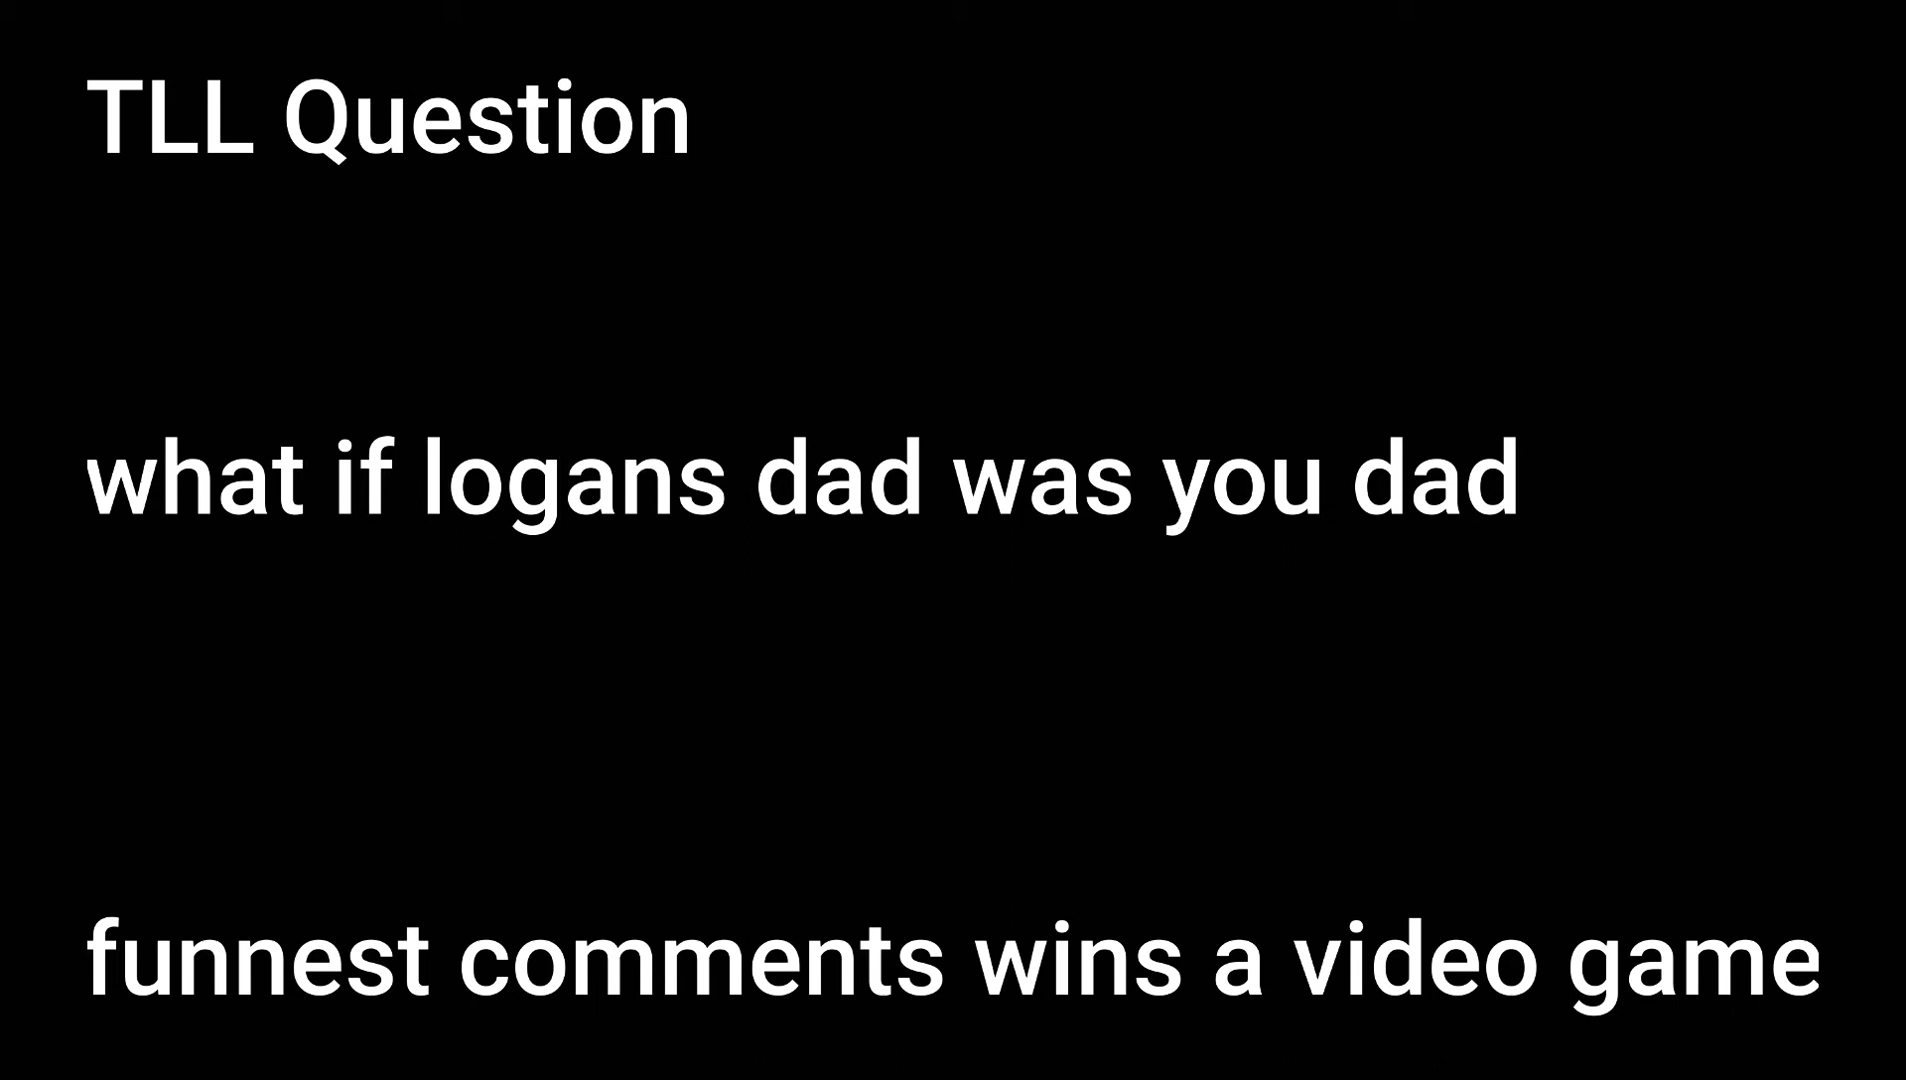 TLL Question
what if logans dad was you dad
funnest comments wins a video game